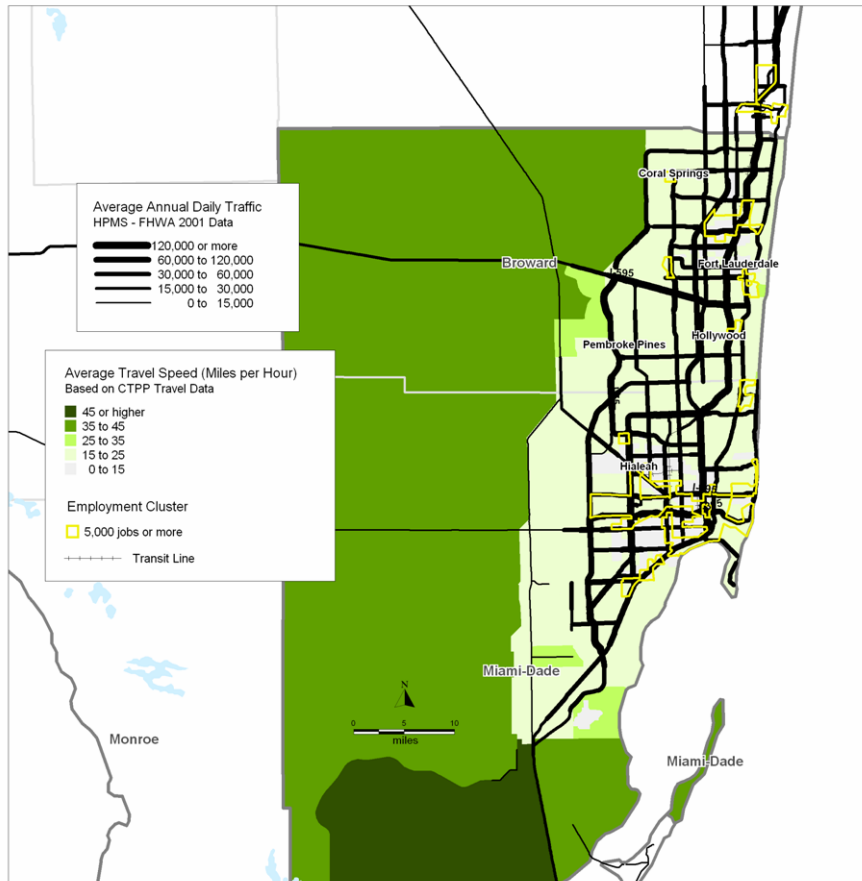 Coral Springs
Average Annual Daily Traffic
HPMS - FHWA 2001 Data
120,000 or more
60,000 to 120,000
30,000 to 60,000
15,000 to 30,000
0 to 15,000
Broward
I-595
Fort Lauderdale
Hollywood
Pembroke Pines
Average Travel Speed (Miles per Hour)
Based on CTPP Travel Data
45 or higher
35 to 45
25 to 35
15 to 25
0 to 15
Employment Cluster
5,000 jobs or more
Transit Line
Hialeah
Miami-Dade
N
0 5 10
miles
Monroe
Miami-Dade